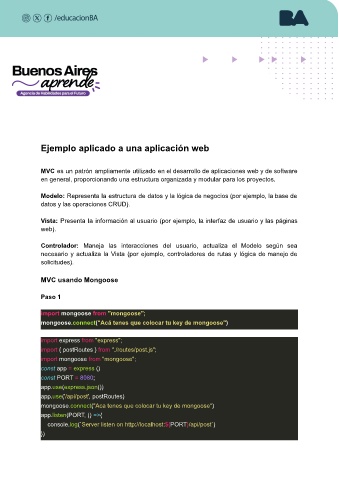 /educacionBA
BA
Buenos Aires
aprende
Agencia de Habilidades para el Futuro
Ejemplo aplicado a una aplicación web
MVC es un patrón ampliamente utilizado en el desarrollo de aplicaciones web y de software
en general, proporcionando una estructura organizada y modular para los proyectos.
Modelo: Representa la estructura de datos y la lógica de negocios (por ejemplo, la base de
datos y las operaciones CRUD).
Vista: Presenta la información al usuario (por ejemplo, la interfaz de usuario y las páginas
web).
Controlador: Maneja las interacciones del usuario, actualiza el Modelo según sea
necesario y actualiza la Vista (por ejemplo, controladores de rutas y lógica de manejo de
solicitudes).
MVC usando Mongoose
Paso 1
import mongoose from "mongoose";
mongoose.connect("Acá tenes que colocar tu key de mongoose")
import express from "express";
import { postRoutes } from "./routes/post.js";
import mongoose from "mongoose";
const app = express ()
const PORT = 8080;
app.use(express.json())
app.use('/api/post', postRoutes)
mongoose.connect("Aca tenes que colocar tu key de mongoose")
app.listen(PORT, () =>{
console.log(`Server listen on http://localhost:${PORT}/api/post`)
})